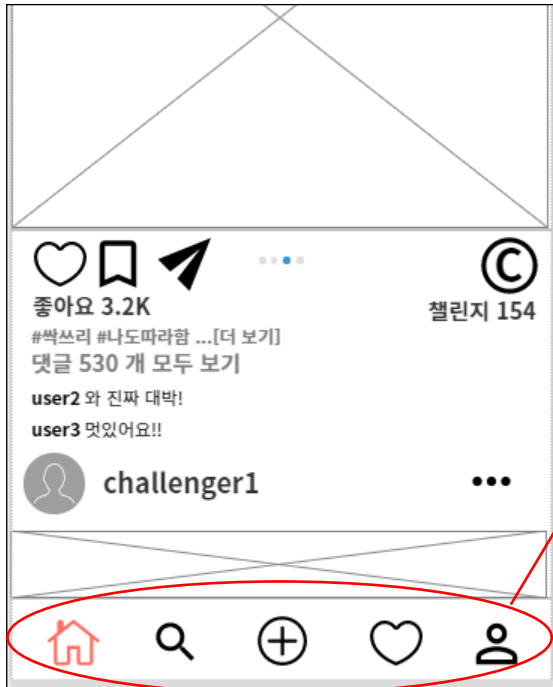 좋아요 3.2K
챌린지 154
#싹쓰리 #나도따라함 ...[더 보기]
댓글 530 개 모두 보기
user2 와 진짜 대박!
user3 멋있어요!!
challenger1